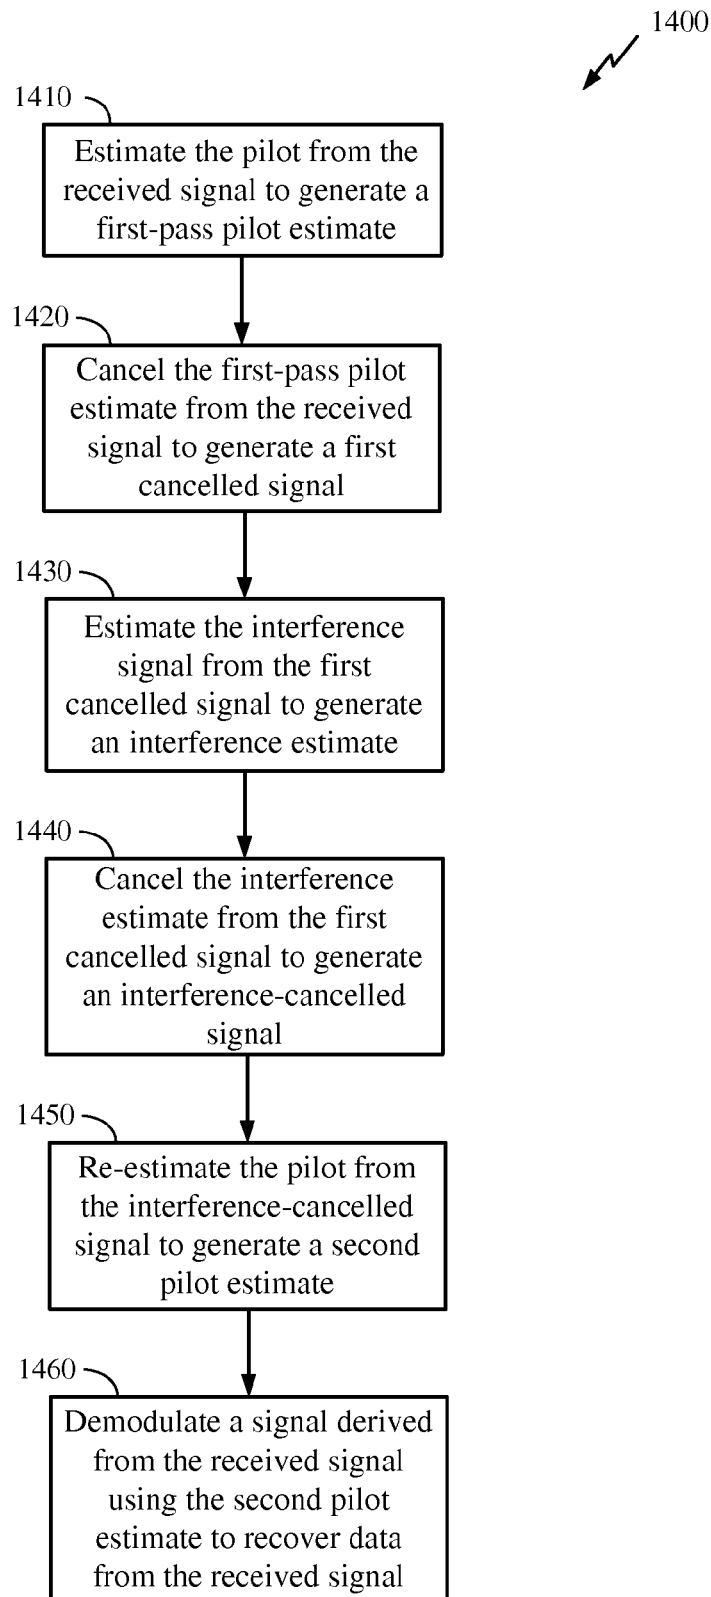 1400
1410
Estimate the pilot from the
received signal to generate a
first-pass pilot estimate
1420
Cancel the first-pass pilot
estimate from the received
signal to generate a first
cancelled signal
1430
Estimate the interference
signal from the first
cancelled signal to generate
an interference estimate
1440
Cancel the interference
estimate from the first
cancelled signal to generate
an interference-cancelled
signal
1450
Re-estimate the pilot from
the interference-cancelled
signal to generate a second
pilot estimate
1460
Demodulate a signal derived
from the received signal
using the second pilot
estimate to recover data
from the received signal